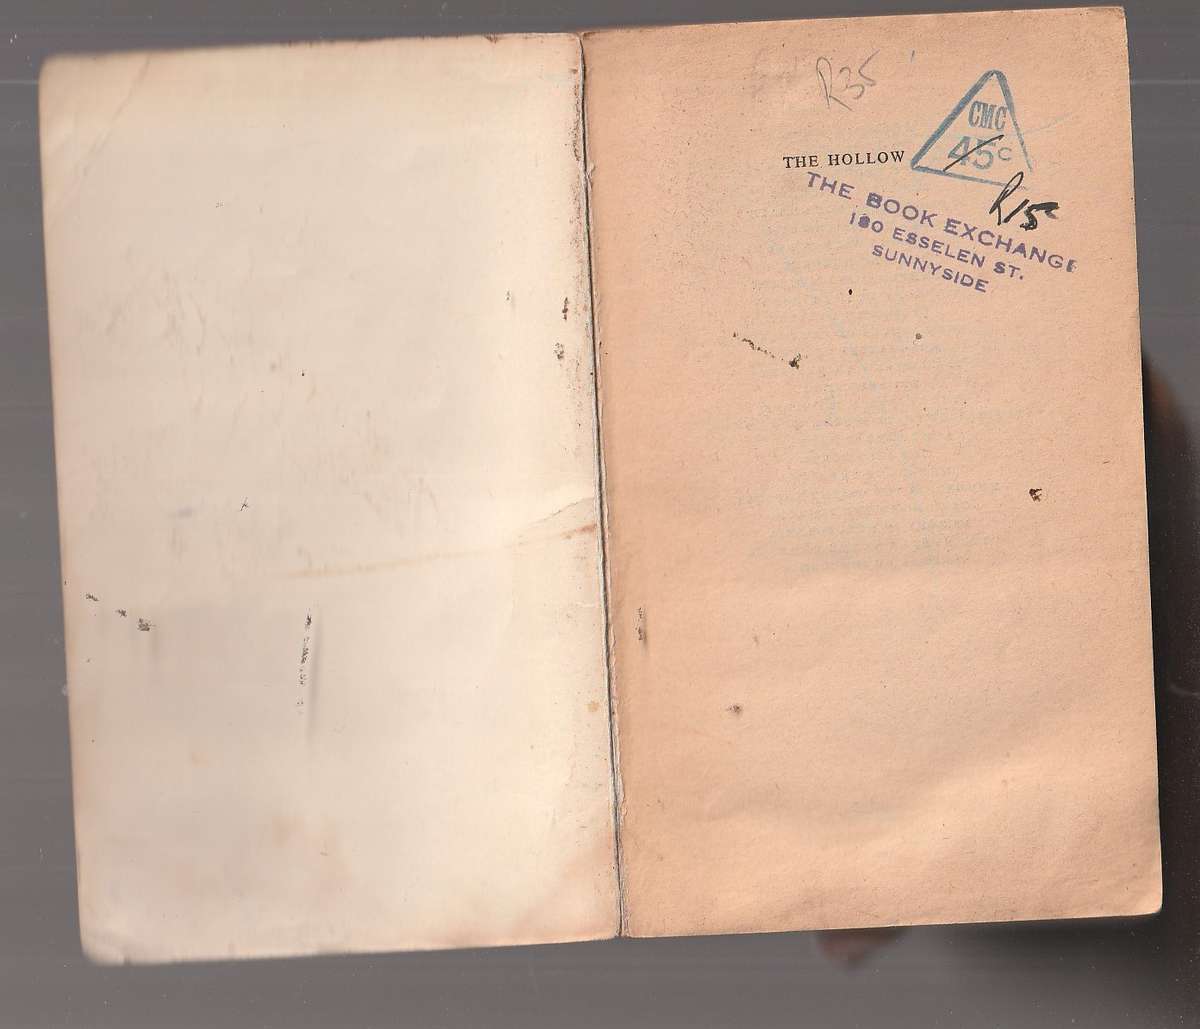 R35
CMC
45c
THE HOLLOW
R15
THE BOOK EXCHANGE
180 ESSELEN ST.
SUNNYSIDE